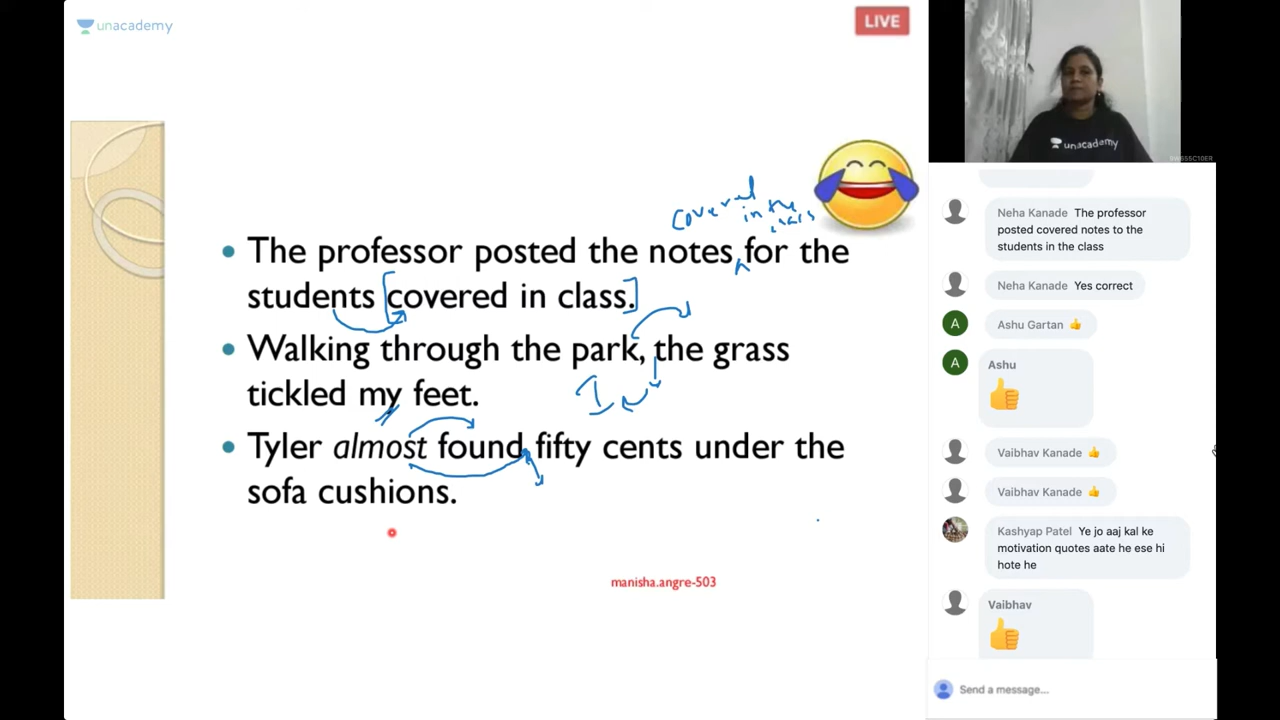 unacademy
LIVE
covered
in the
The professor posted the notes for the
students [covered in class.]
Walking through the park, the grass
tickled my feet.
I
Tyler almost found fifty cents under the
sofa cushions.
manisha.angre-503
unacademy
5W655C10ER
Neha Kanade The professor
posted covered notes to the
students in the class
Neha Kanade Yes correct
A
Ashu Gartan 👍
A
Ashu
Vaibhav Kanade 👍
Vaibhav Kanade 👍
Kashyap Patel Ye jo aaj kal ke
motivation quotes aate he ese hi
hote he
Vaibhav
Send a message...